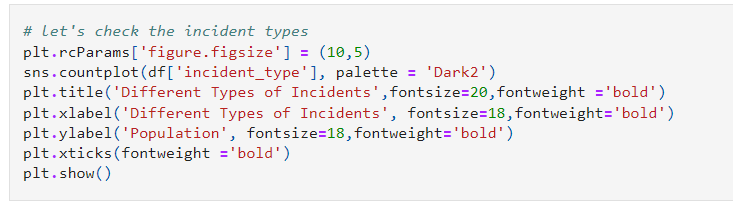 # let's check the incident types
plt.rcParams['figure.figsize'] = (10,5)
sns.countplot(df['incident_type'], palette = 'Dark2')
plt.title('Different Types of Incidents',fontsize=20,fontweight ='bold')
plt.xlabel('Different Types of Incidents', fontsize=18,fontweight='bold')
plt.ylabel('Population', fontsize=18,fontweight='bold')
plt.xticks(fontweight ='bold')
plt.show()